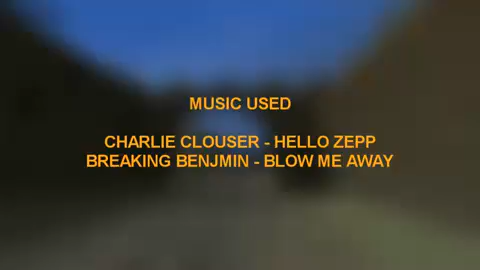 MUSIC USED
CHARLIE CLOUSER - HELLO ZEPP
BREAKING BENJMIN - BLOW ME AWAY